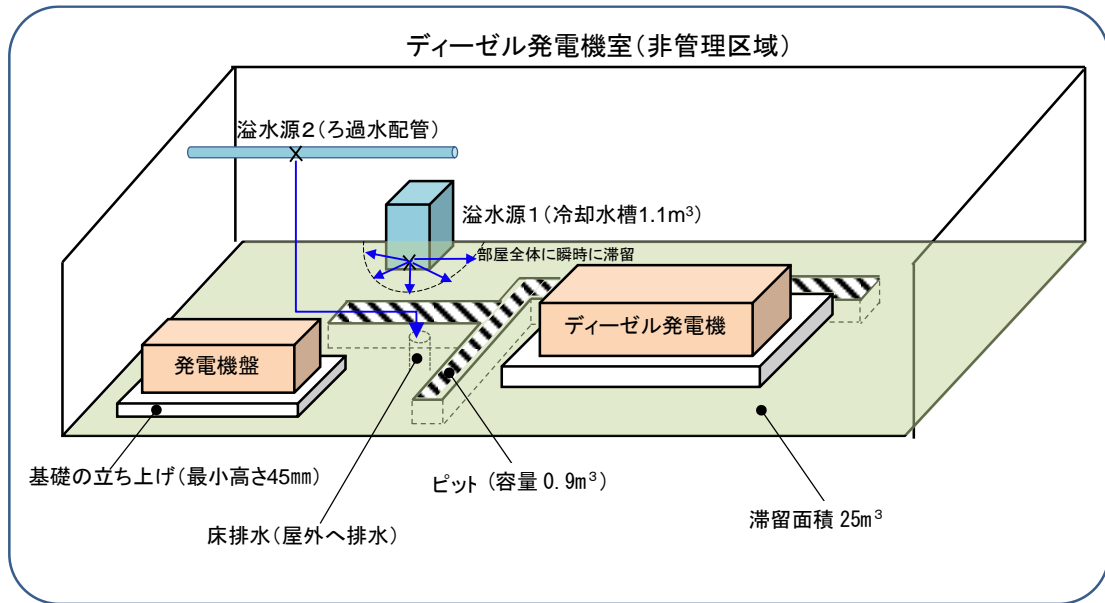 ディーゼル発電機室(非管理区域)
溢水源2(ろ過水配管)
溢水源1(冷却水槽1.1m³)
部屋全体に瞬時に滞留
ディーゼル発電機
発電機盤
基礎の立ち上げ(最小高さ45㎜)
ピット (容量 0.9m³)
滞留面積 25m³
床排水(屋外へ排水)